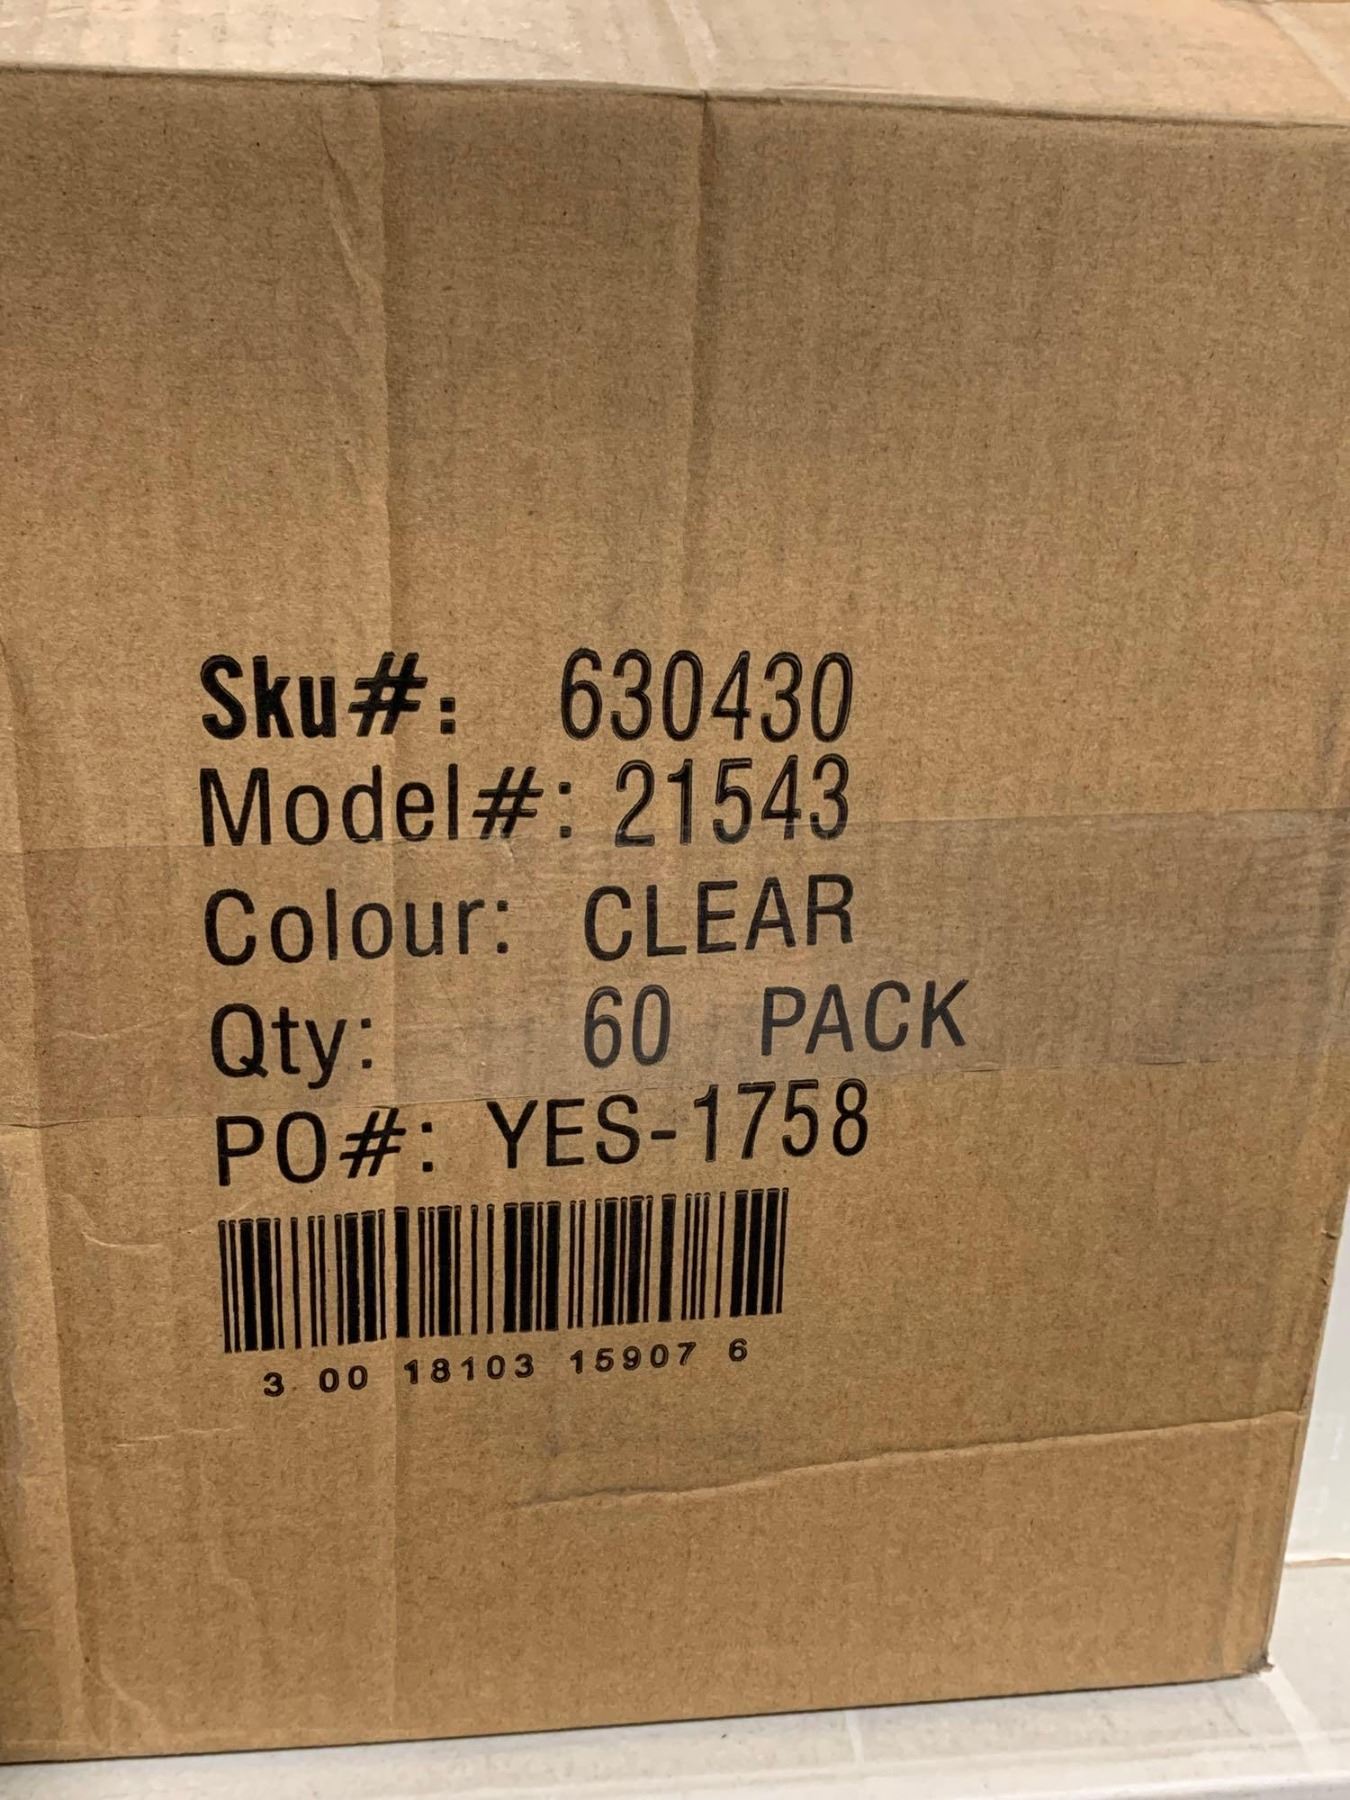 Sku#: 630430
Model#: 21543
Colour: CLEAR
Qty: 60 PACK
PO#: YES-1758
3 00 18103 15907 6